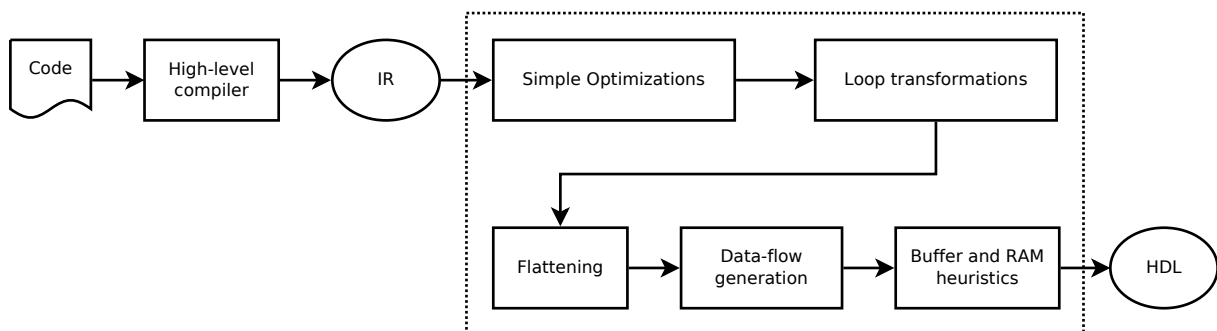 Code
High-level
compiler
IR
Simple Optimizations
Loop transformations
Flattening
Data-flow
generation
Buffer and RAM
heuristics
HDL